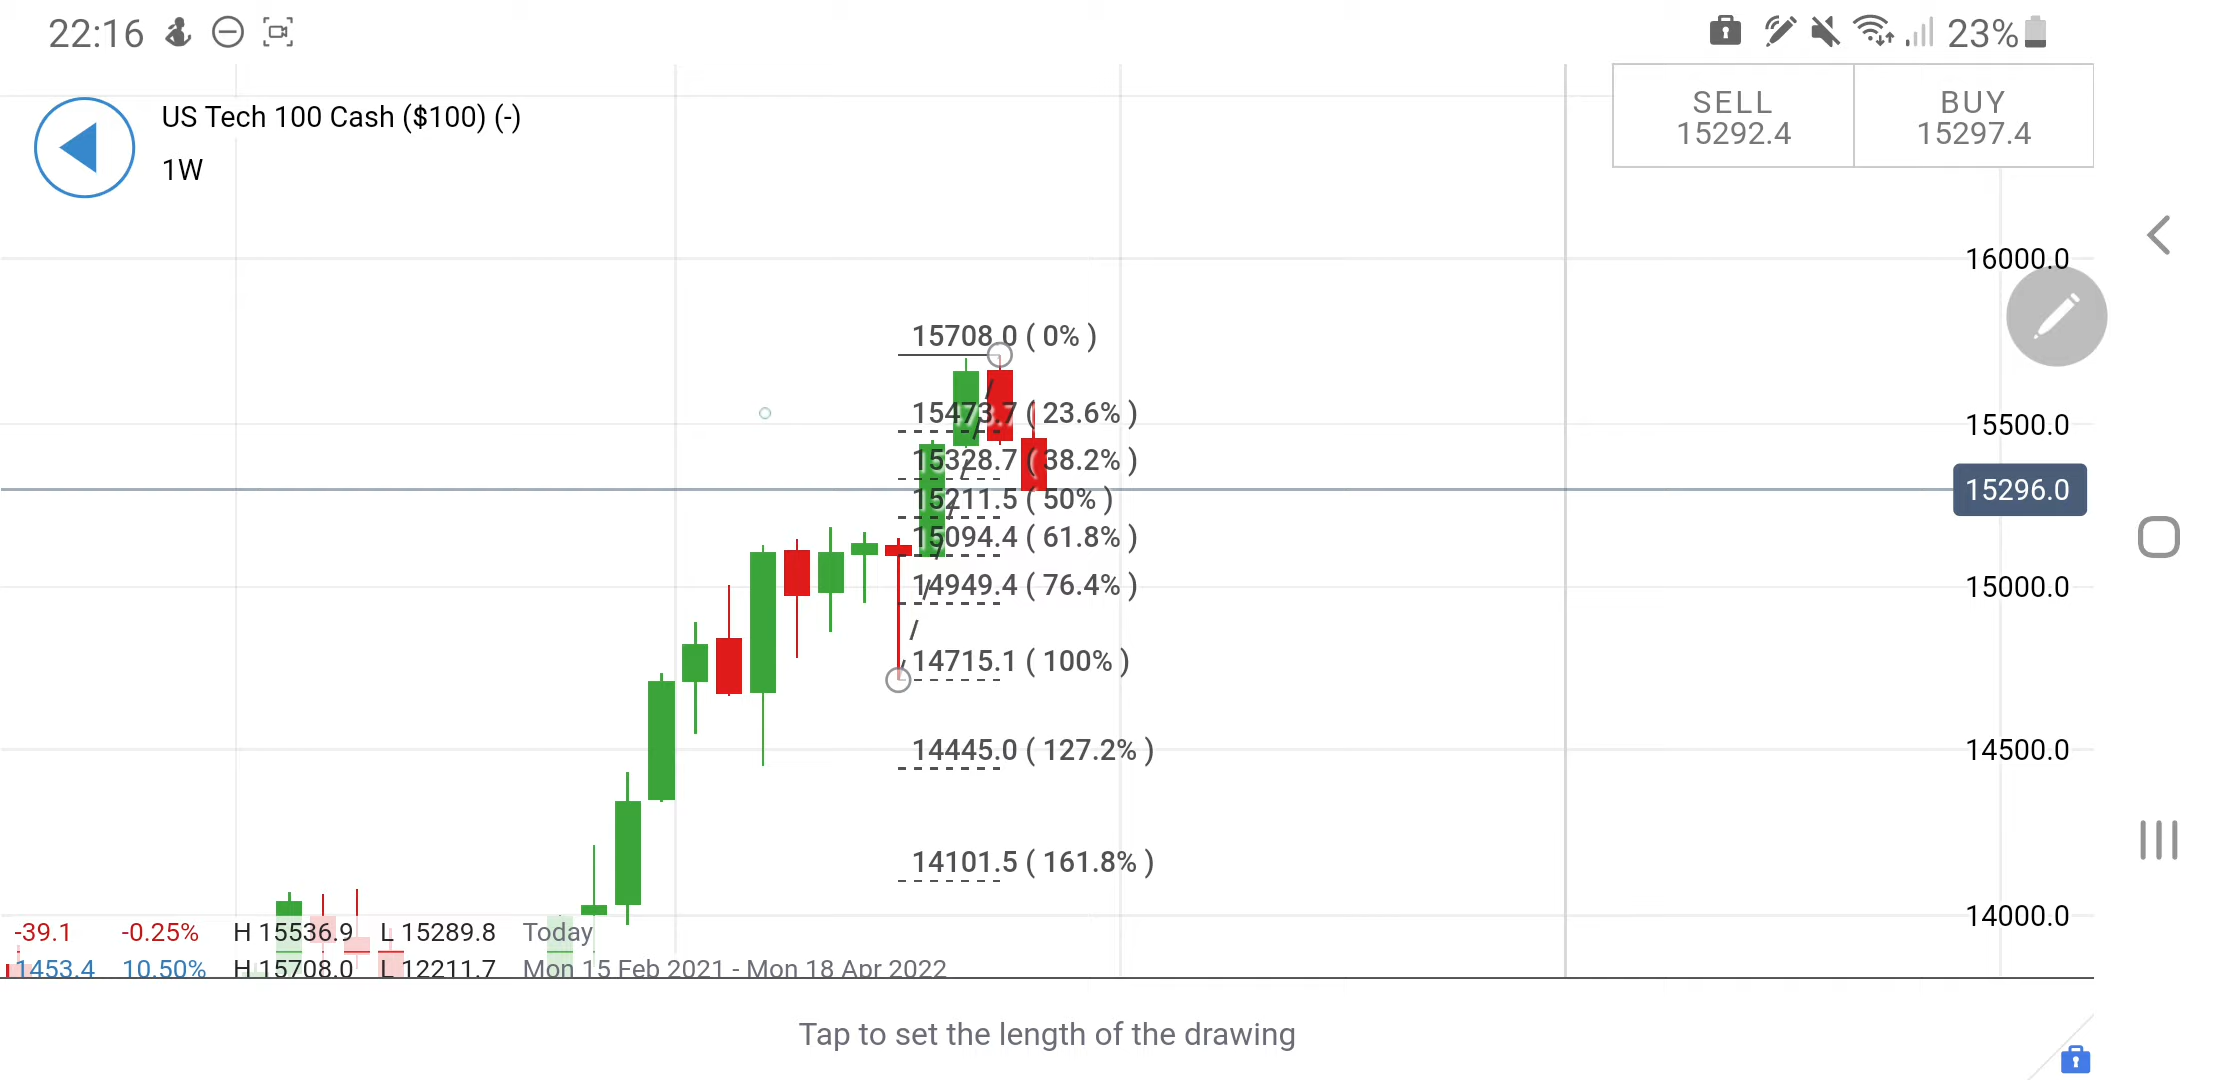 22:16
23%
US Tech 100 Cash ($100) (-)
1W
SELL
15292.4
BUY
15297.4
16000.0
15708.0 ( 0% )
15473.7 ( 23.6% )
15500.0
15328.7 ( 38.2% )
15296.0
15211.5 ( 50% )
15094.4 ( 61.8% )
14949.4 ( 76.4% )
15000.0
14715.1 ( 100% )
14445.0 ( 127.2% )
14500.0
14101.5 ( 161.8% )
14000.0
-39.1 -0.25% H 15536.9 L 15289.8 Today
1453.4 10.50% H 15708.0 L 12211.7 Mon 15 Feb 2021 - Mon 18 Apr 2022
Tap to set the length of the drawing